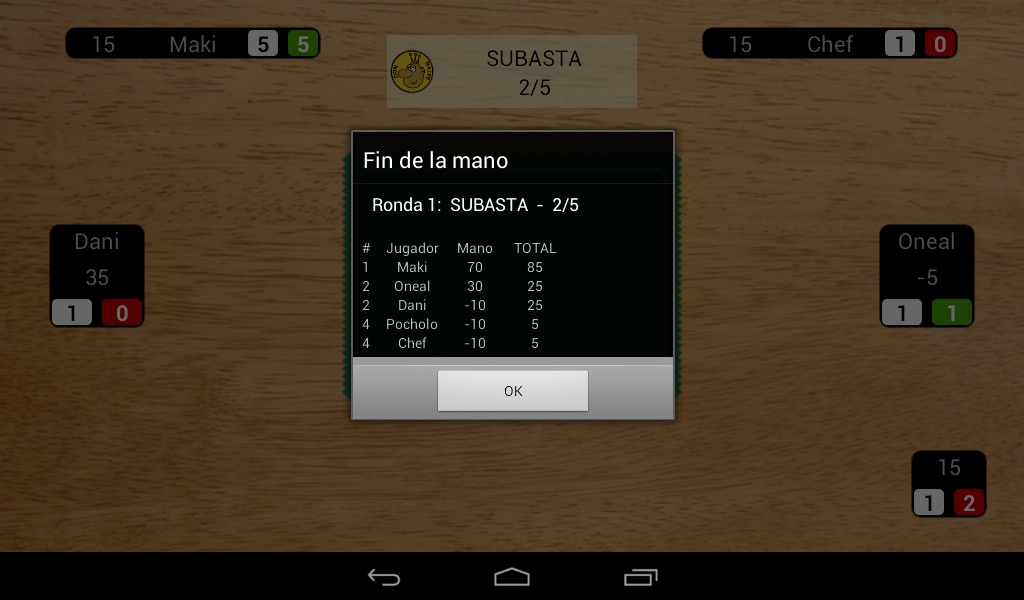 15 Maki 5 5
SUBASTA
2/5
15 Chef 1 0
Fin de la mano
Ronda 1: SUBASTA - 2/5
# Jugador Mano TOTAL
1 Maki 70 85
2 Oneal 30 25
2 Dani -10 25
4 Pocholo -10 5
4 Chef -10 5
OK
Dani
35
1 0
Oneal
-5
1 1
15
1 2